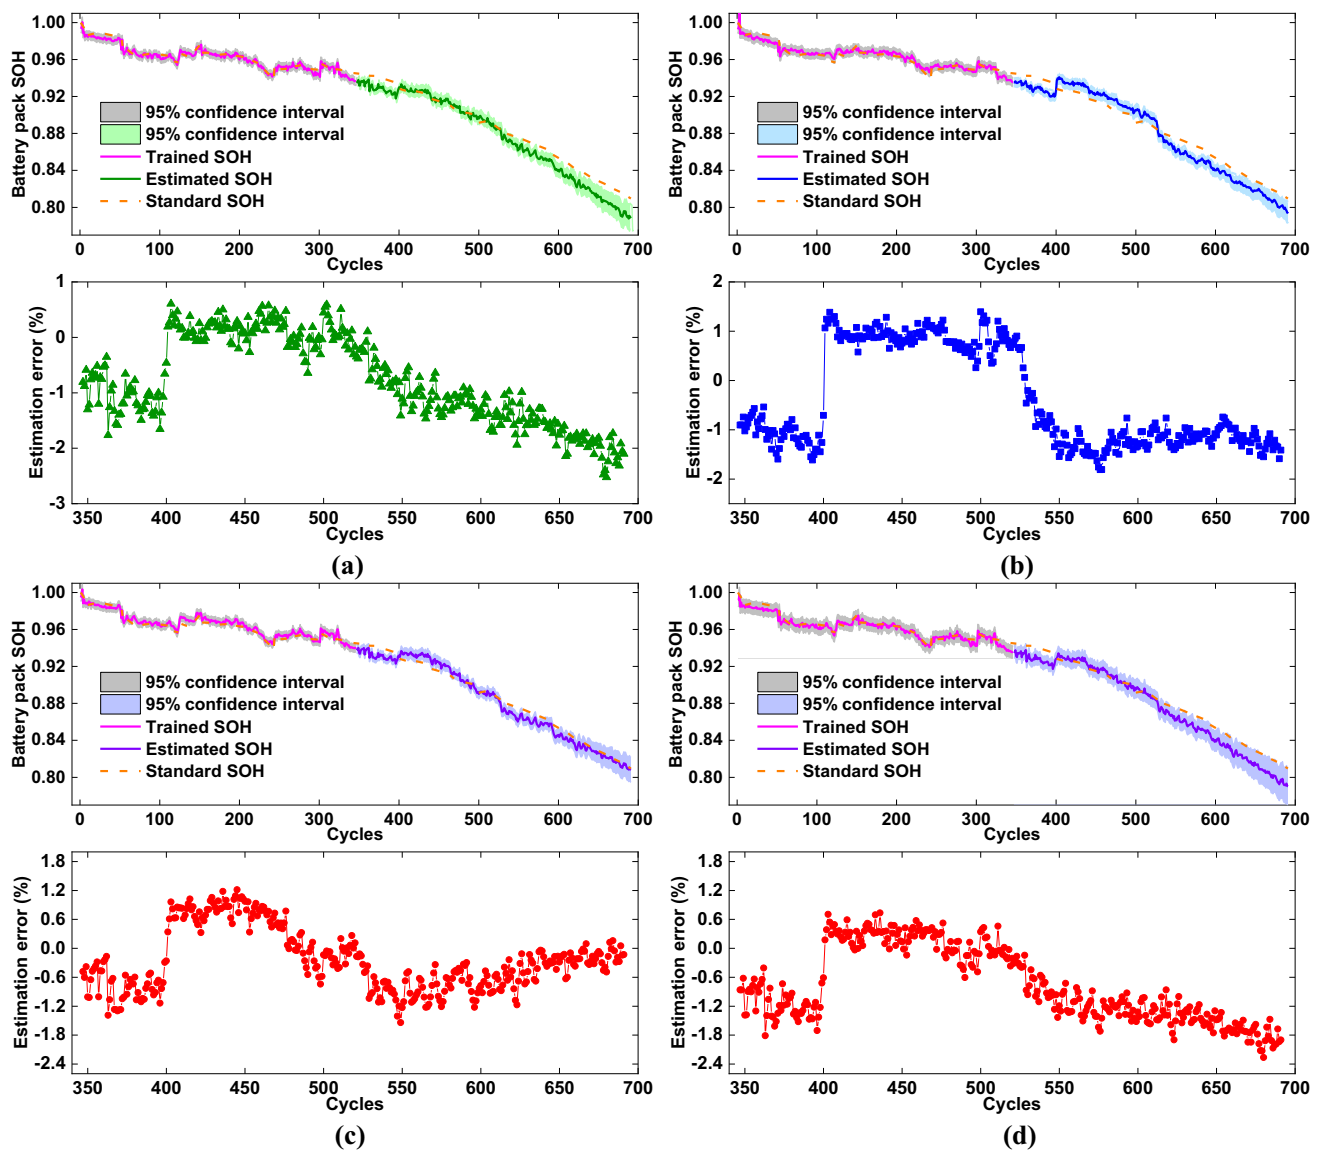 1.00
0.96
0.92
0.88
0.84
0.80
Battery pack SOH
95% confidence interval
95% confidence interval
Trained SOH
Estimated SOH
Standard SOH
0 100 200 300 400 500 600 700
Cycles
1
0
-1
-2
-3
Estimation error (%)
350 400 450 500 550 600 650 700
Cycles
(a)
1.00
0.96
0.92
0.88
0.84
0.80
Battery pack SOH
95% confidence interval
95% confidence interval
Trained SOH
Estimated SOH
Standard SOH
0 100 200 300 400 500 600 700
Cycles
2
1
0
-1
-2
Estimation error (%)
350 400 450 500 550 600 650 700
Cycles
(b)
1.00
0.96
0.92
0.88
0.84
0.80
Battary pack SOH
95% confidence interval
95% confidence interval
Trained SOH
Estimated SOH
Standard SOH
0 100 200 300 400 500 600 700
Cycles
1.8
1.2
0.6
0.0
-0.6
-1.2
-1.8
-2.4
Estimation error (%)
350 400 450 500 550 600 650 700
Cycles
(c)
1.00
0.96
0.92
0.88
0.84
0.80
Battary pack SOH
95% confidence interval
95% confidence interval
Trained SOH
Estimated SOH
Standard SOH
0 100 200 300 400 500 600 700
Cycles
1.8
1.2
0.6
0.0
-0.6
-1.2
-1.8
-2.4
Estimation error (%)
350 400 450 500 550 600 650 700
Cycles
(d)